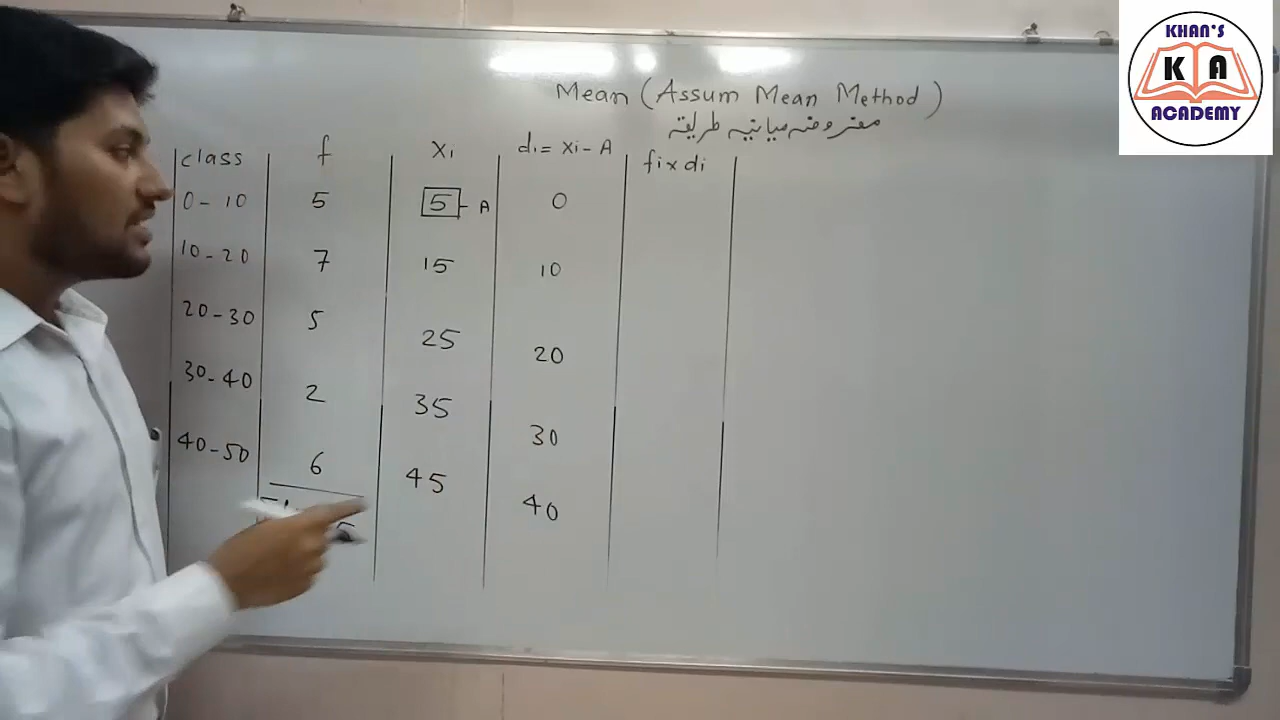 KHAN'S
K A
ACADEMY
Mean (Assum Mean Method)
مفروضہ میانیہ طریقہ
class f xi di = xi - A fi x di
0 - 10 5 5 - A 0
10 - 20 7 15 10
20 - 30 5 25 20
30 - 40 2 35 30
40 - 50 6 45 40